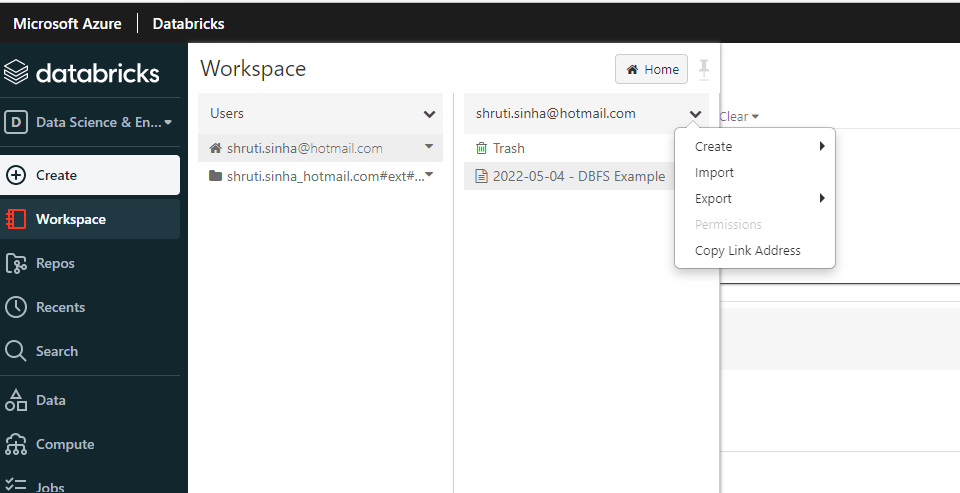 Microsoft Azure | Databricks
databricks
Workspace
Home
D Data Science & En...
Users
shruti.sinha@hotmail.com
Clear
Create
shruti.sinha@hotmail.com
Trash
Create
shruti.sinha_hotmail.com#ext#...
2022-05-04 - DBFS Example
Import
Workspace
Export
Permissions
Repos
Copy Link Address
Recents
Search
Data
Compute
Jobs